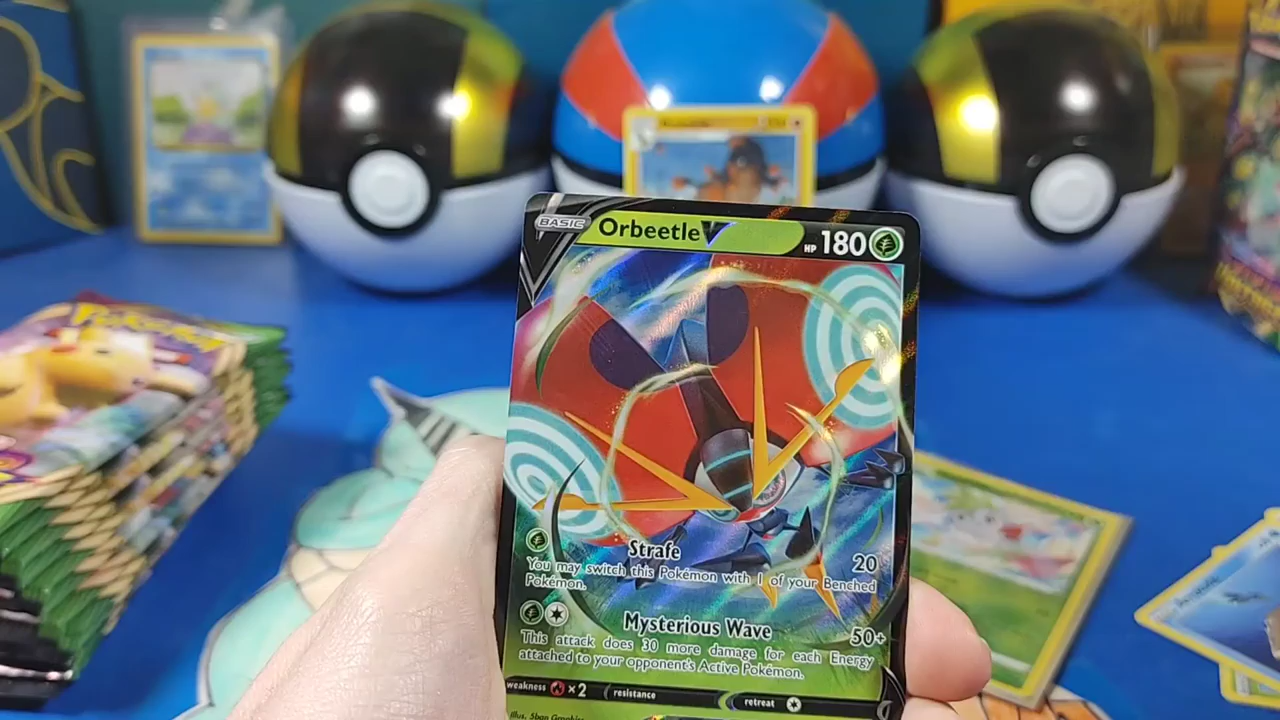 BASIC
Orbeetle V
HP 180
Strafe 20
You may switch this Pokémon with 1 of your Benched
Pokémon.
Mysterious Wave 50+
This attack does 30 more damage for each Energy
attached to your opponent's Active Pokémon.
weakness ×2 resistance retreat
Illus. 5ban Graphics
Pokémon